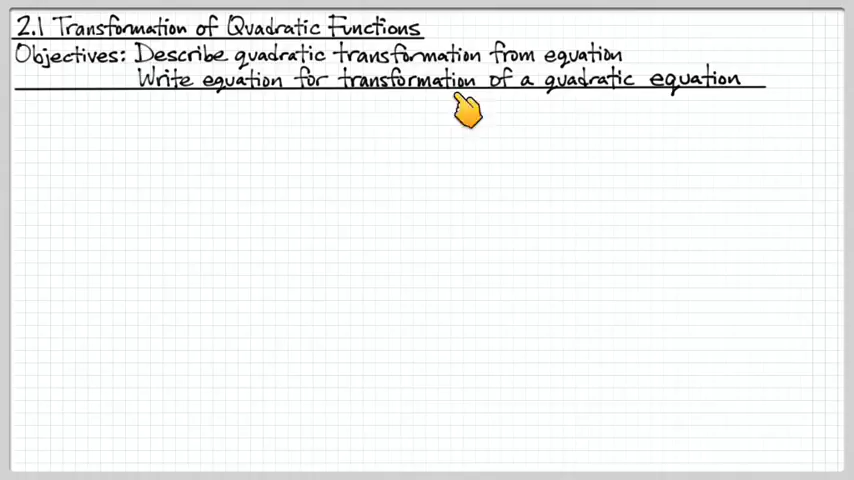 2.1 Transformation of Quadratic Functions
Objectives: Describe quadratic transformation from equation
Write equation for transformation of a quadratic equation